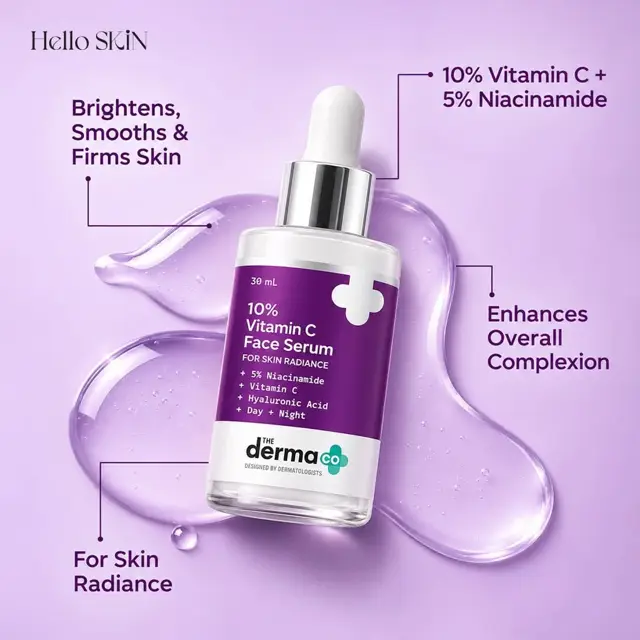 Hello SKiN
10% Vitamin C +
5% Niacinamide
Brightens,
Smooths &
Firms Skin
30 mL
10%
Vitamin C
Face Serum
FOR SKIN RADIANCE
+ 5% Niacinamide
+ Vitamin C
+ Hyaluronic Acid
+ Day + Night
THE
derma co
DESIGNED BY DERMATOLOGISTS
Enhances
Overall
Complexion
For Skin
Radiance